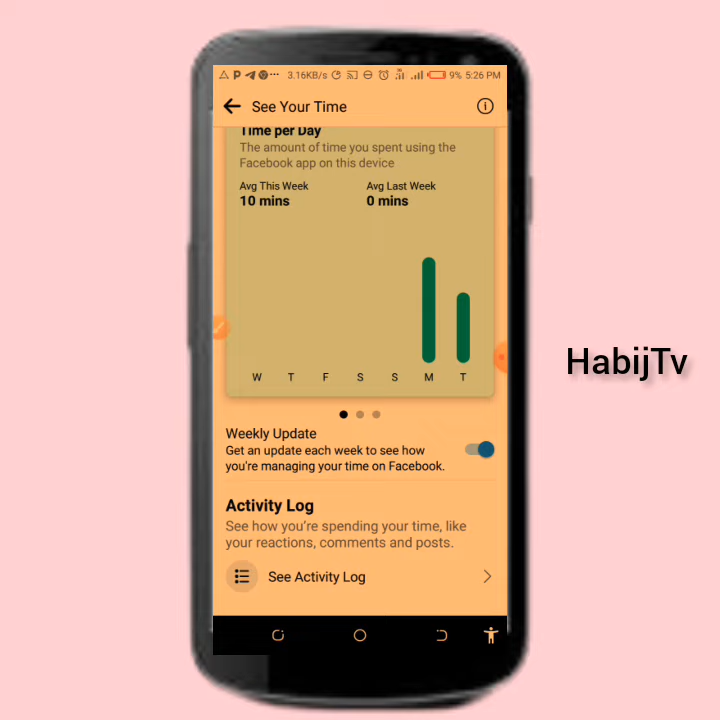 P ... 3.16KB/s 9% 5:26 PM
See Your Time
Time per Day
The amount of time you spent using the
Facebook app on this device
Avg This Week Avg Last Week
10 mins 0 mins
W T F S S M T
HabijTv
Weekly Update
Get an update each week to see how
you're managing your time on Facebook.
Activity Log
See how you're spending your time, like
your reactions, comments and posts.
See Activity Log